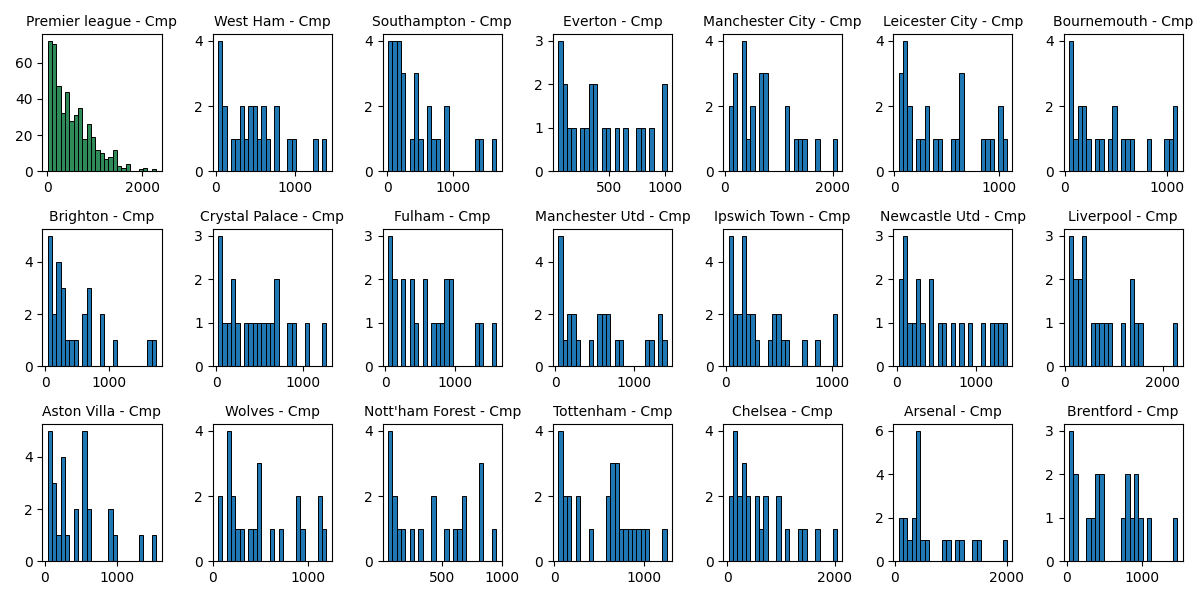 Premier league - Cmp West Ham - Cmp Southampton - Cmp Everton - Cmp Manchester City - Cmp Leicester City - Cmp Bournemouth - Cmp
60 40 20 0 4 2 0 4 2 0 3 2 1 0 4 2 0 4 2 0 4 2 0
0 2000 0 1000 0 1000 500 1000 0 1000 2000 0 1000 0 1000
Brighton - Cmp Crystal Palace - Cmp Fulham - Cmp Manchester Utd - Cmp Ipswich Town - Cmp Newcastle Utd - Cmp Liverpool - Cmp
4 2 0 3 2 1 0 3 2 1 0 4 2 0 4 2 0 3 2 1 0 3 2 1 0
0 1000 0 1000 0 1000 0 1000 0 1000 0 1000 0 2000
Aston Villa - Cmp Wolves - Cmp Nott'ham Forest - Cmp Tottenham - Cmp Chelsea - Cmp Arsenal - Cmp Brentford - Cmp
4 2 0 4 2 0 4 2 0 4 2 0 4 2 0 6 4 2 0 3 2 1 0
0 1000 0 1000 500 1000 0 1000 0 1000 2000 0 2000 0 1000